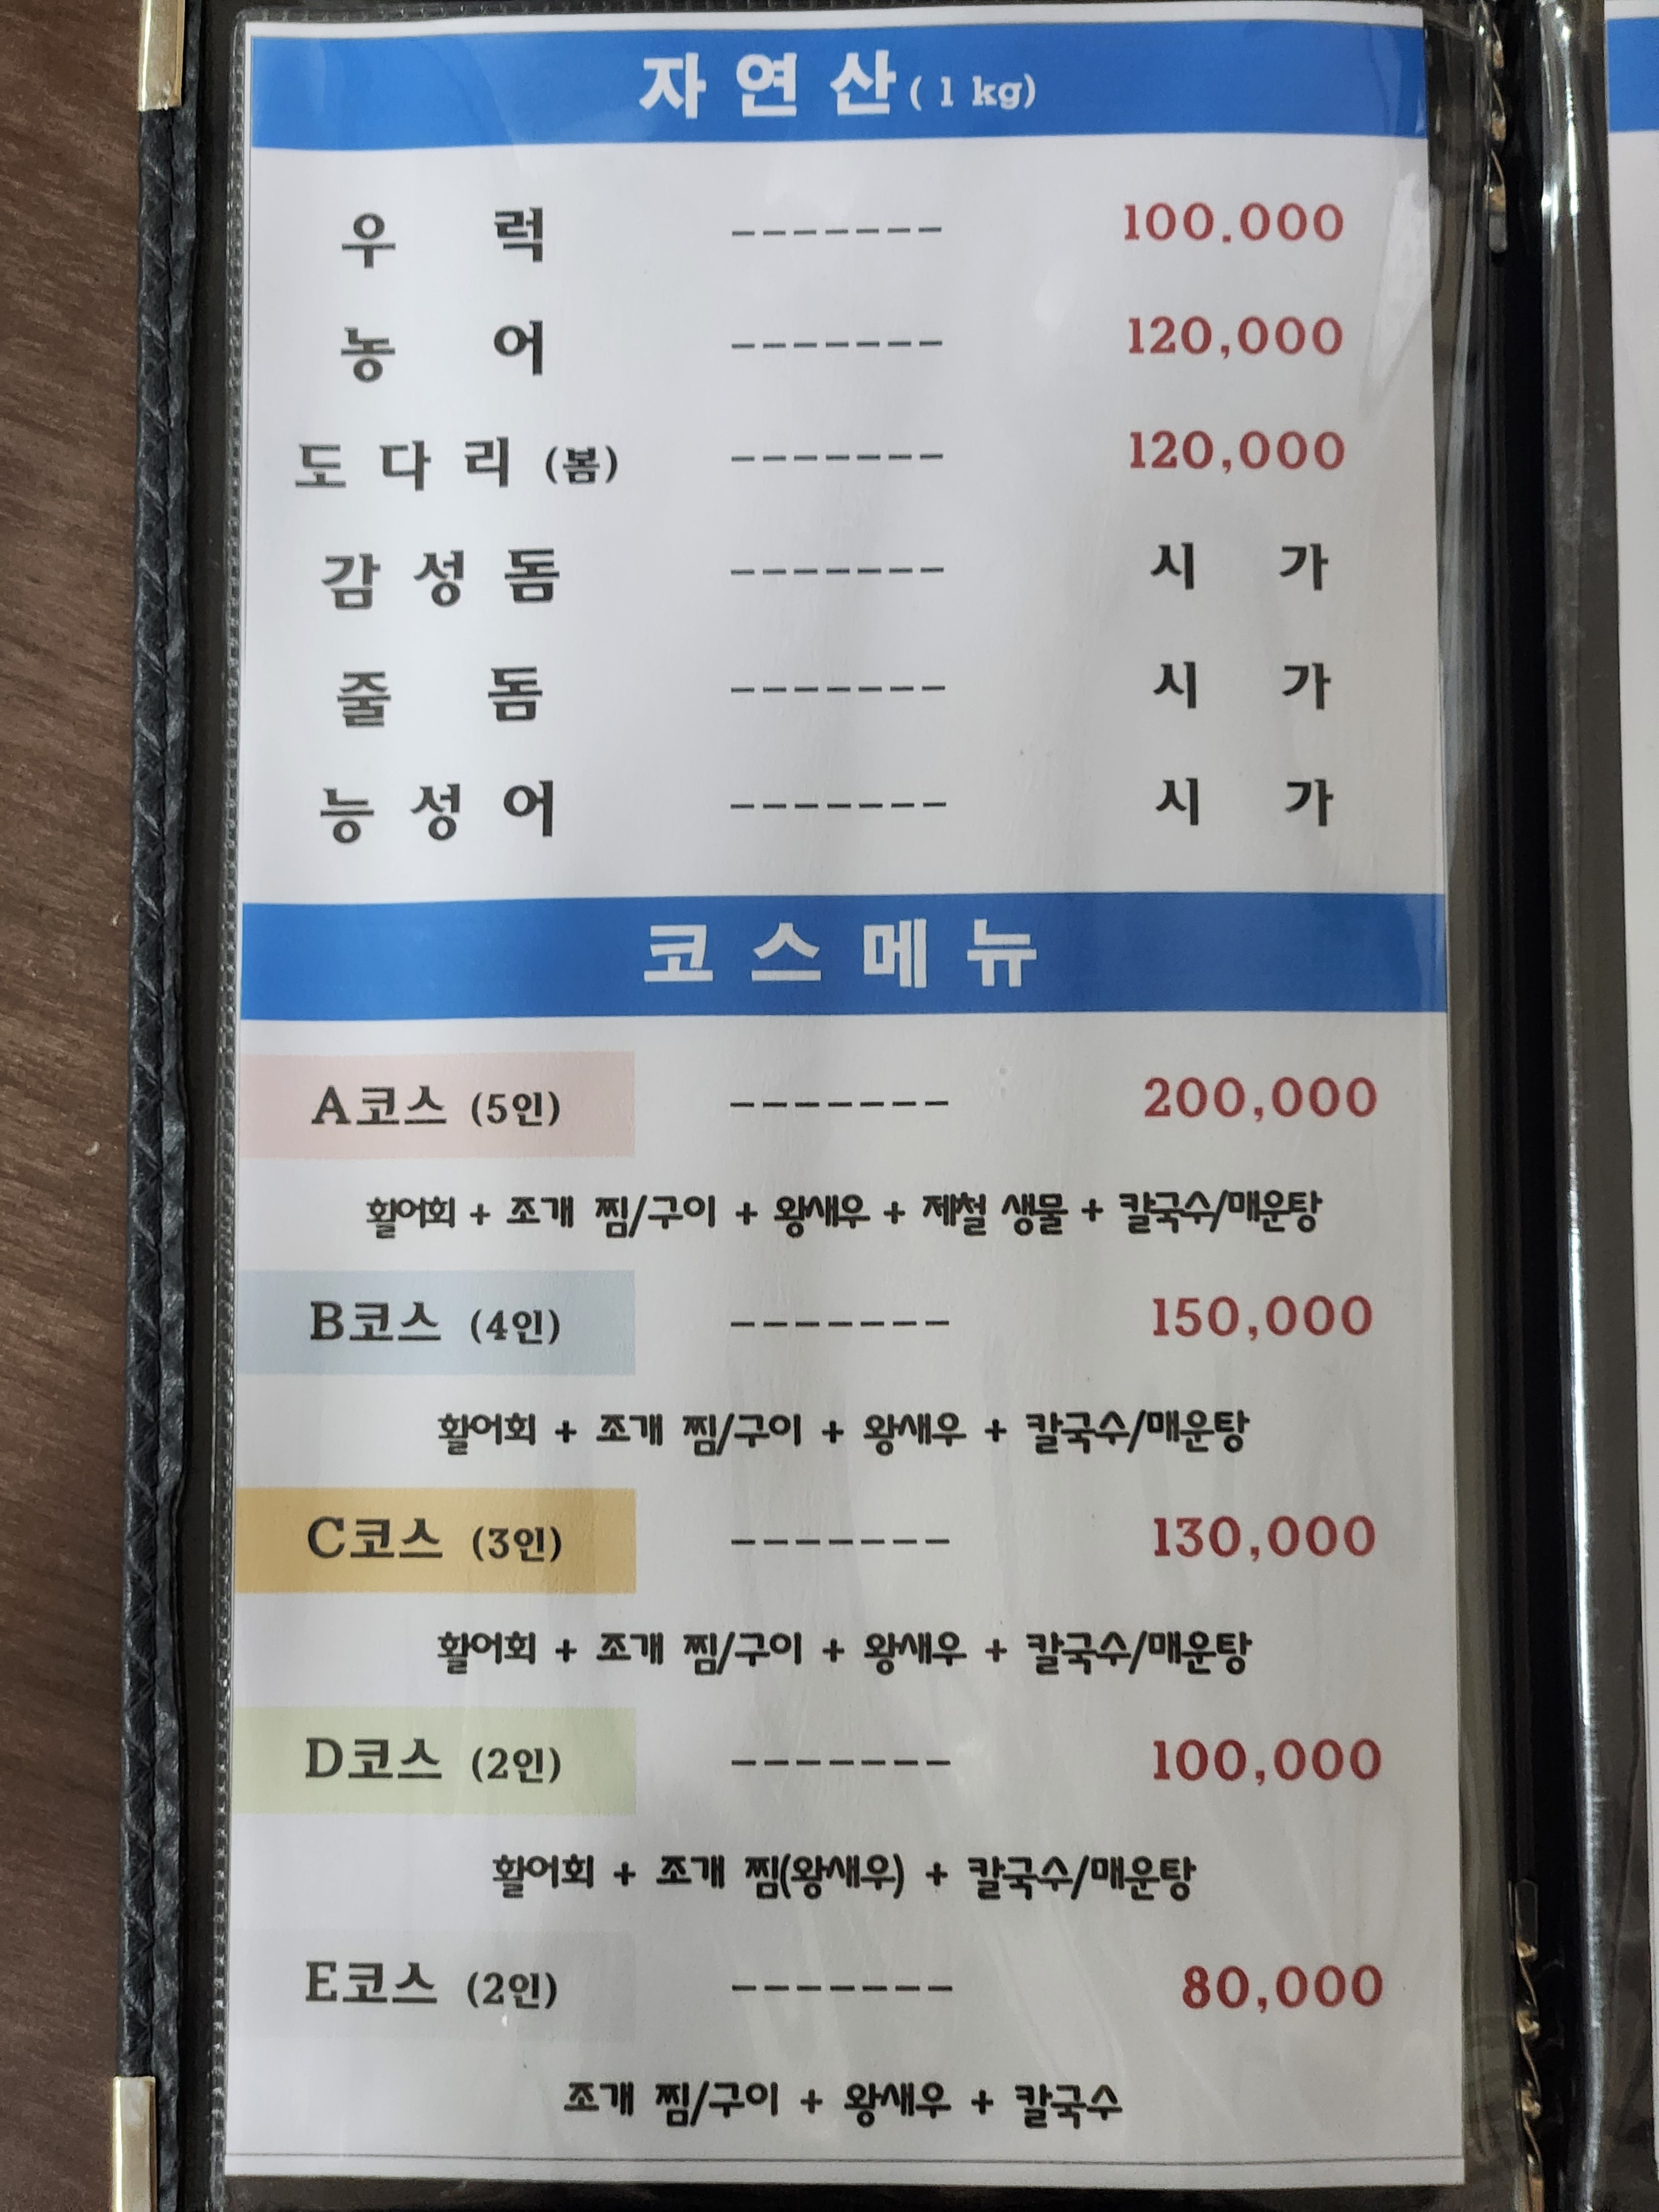 자연산 (1 kg)
우럭 ------- 100.000
농어 ------- 120,000
도다리 (봄) ------- 120,000
감성돔 ------- 시가
줄돔 ------- 시가
능성어 ------- 시가
코스메뉴
A코스 (5인) ------- 200,000
활어회 + 조개 찜/구이 + 왕새우 + 제철 생물 + 칼국수/매운탕
B코스 (4인) ------- 150,000
활어회 + 조개 찜/구이 + 왕새우 + 칼국수/매운탕
C코스 (3인) ------- 130,000
활어회 + 조개 찜/구이 + 왕새우 + 칼국수/매운탕
D코스 (2인) ------- 100,000
활어회 + 조개 찜(왕새우) + 칼국수/매운탕
E코스 (2인) ------- 80,000
조개 찜/구이 + 왕새우 + 칼국수